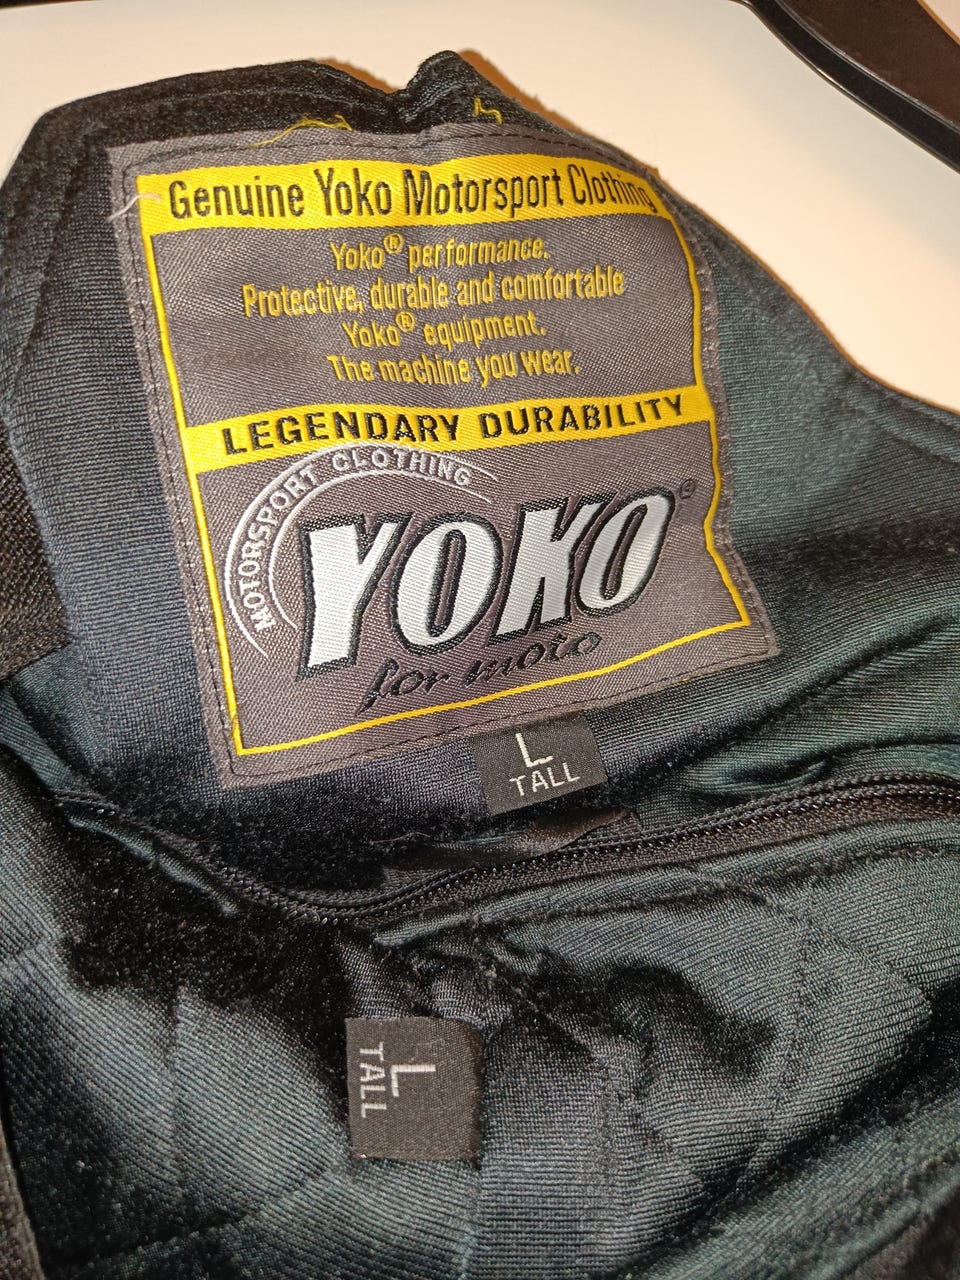 Genuine Yoko Motorsport Clothing
Yoko® performance.
Protective, durable and comfortable
Yoko® equipment.
The machine you wear.
LEGENDARY DURABILITY
MOTORSPORT CLOTHING
YOKO®
for moto
L
TALL
L
TALL